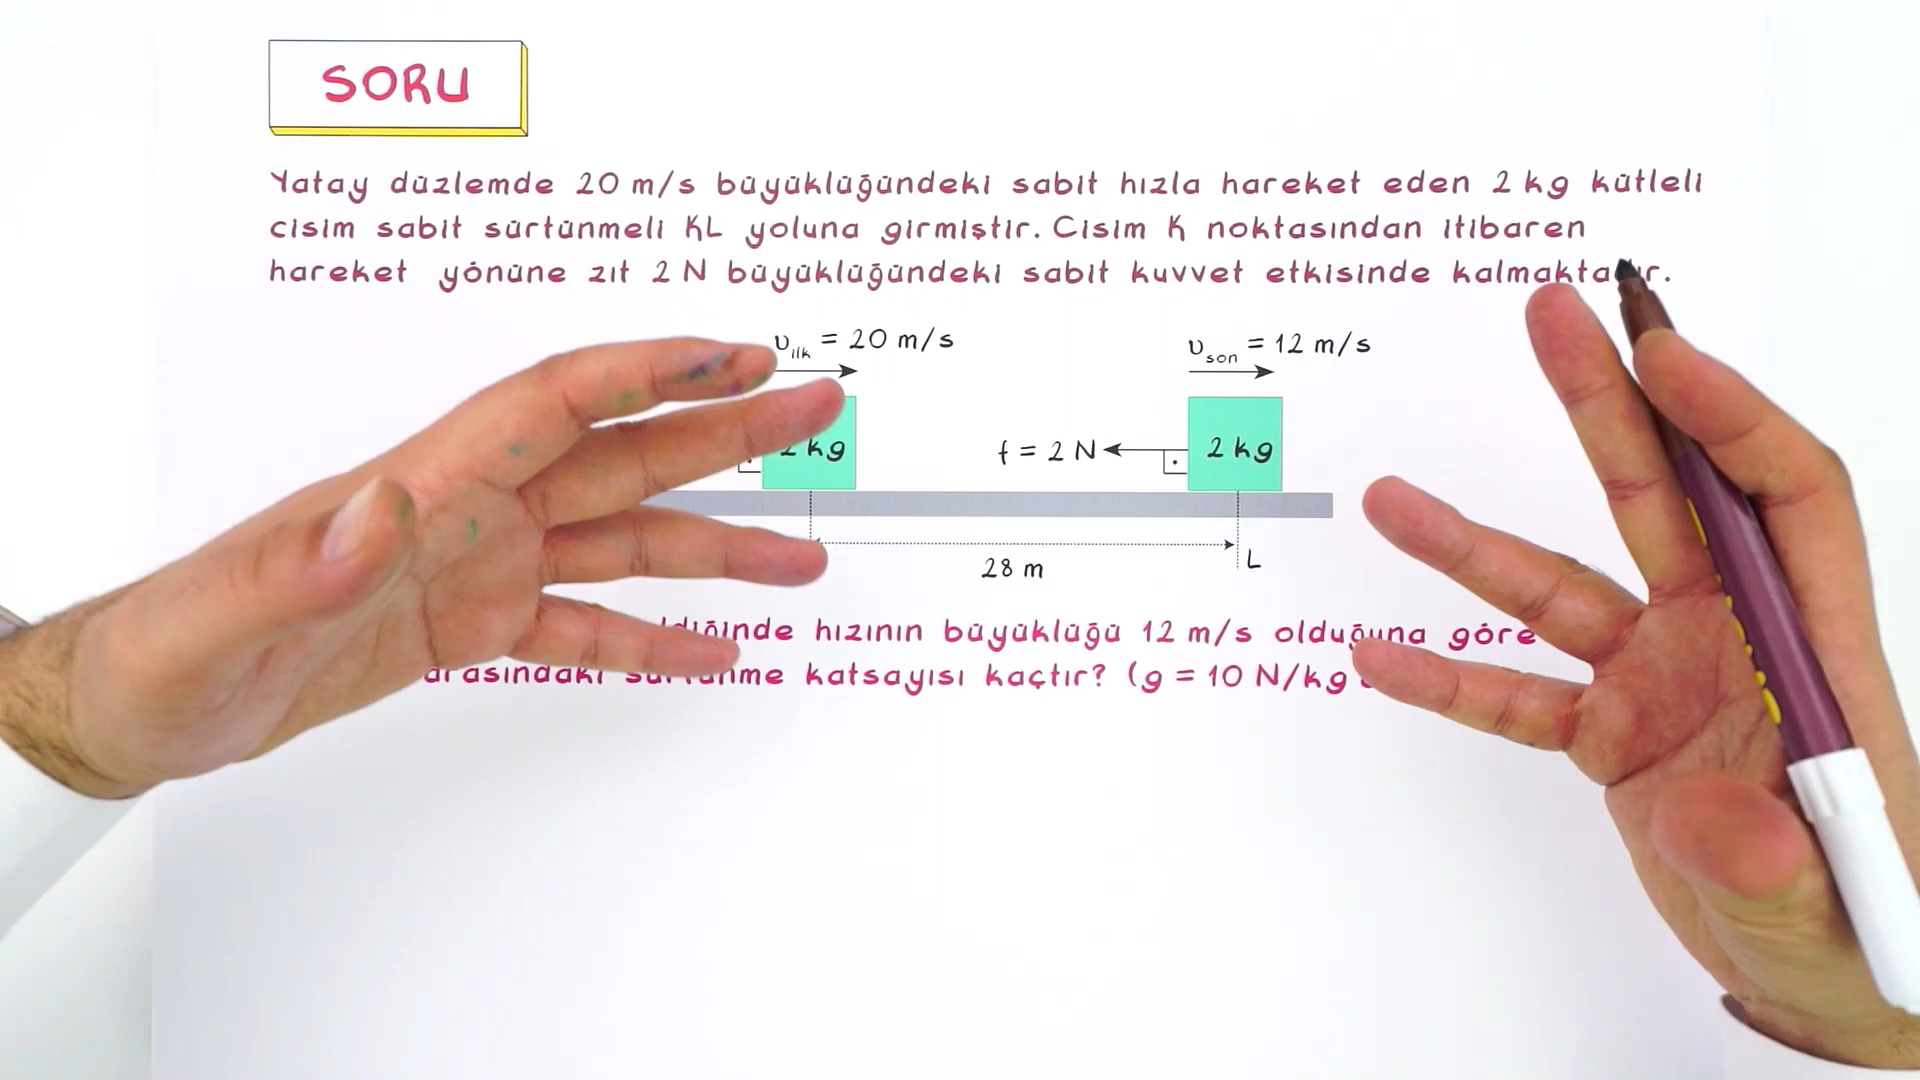 SORU
Yatay düzlemde 20 m/s büyüklüğündeki sabit hızla hareket eden 2 kg kütleli
cisim sabit sürtünmeli KL yoluna girmiştir. Cisim K noktasından itibaren
hareket yönüne zıt 2 N büyüklüğündeki sabit kuvvet etkisinde kalmaktadır.
υilk = 20 m/s
υson = 12 m/s
2 kg
f = 2 N
2 kg
28 m
L
hızının büyüklüğü 12 m/s olduğuna göre
arasındaki sürtünme katsayısı kaçtır? (g = 10 N/kg